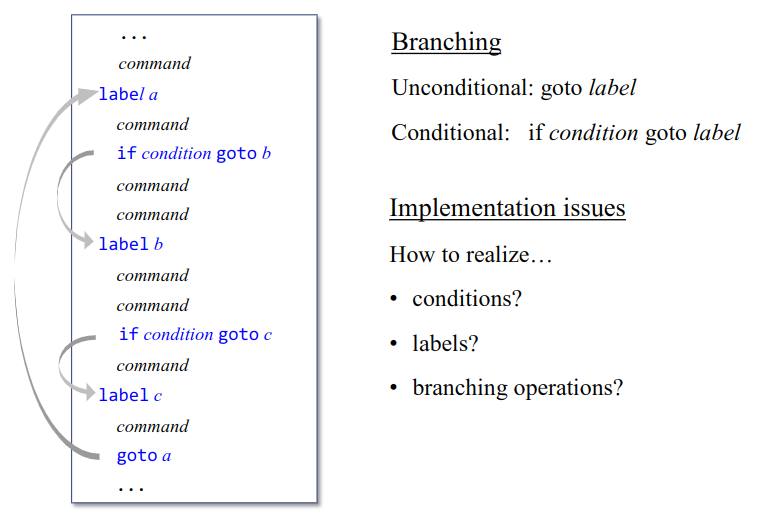 ...
command
label a
command
if condition goto b
command
command
label b
command
command
if condition goto c
command
label c
command
goto a
...
Branching
Unconditional: goto label
Conditional: if condition goto label
Implementation issues
How to realize…
• conditions?
• labels?
• branching operations?